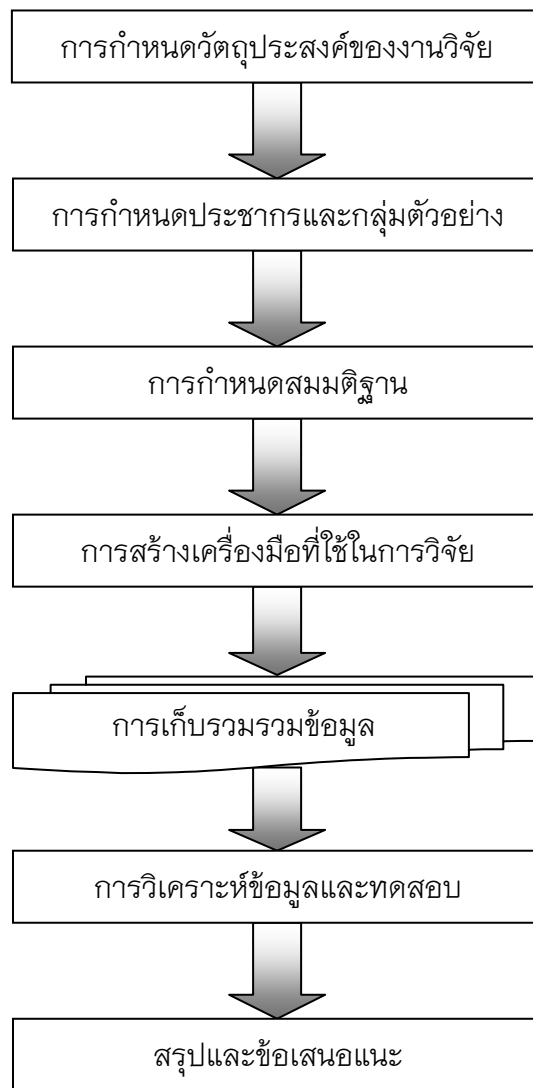 การกำหนดวัตถุประสงค์ของงานวิจัย
การกำหนดประชากรและกลุ่มตัวอย่าง
การกำหนดสมมติฐาน
การสร้างเครื่องมือที่ใช้ในการวิจัย
การเก็บรวมรวมข้อมูล
การวิเคราะห์ข้อมูลและทดสอบ
สรุปและข้อเสนอแนะ